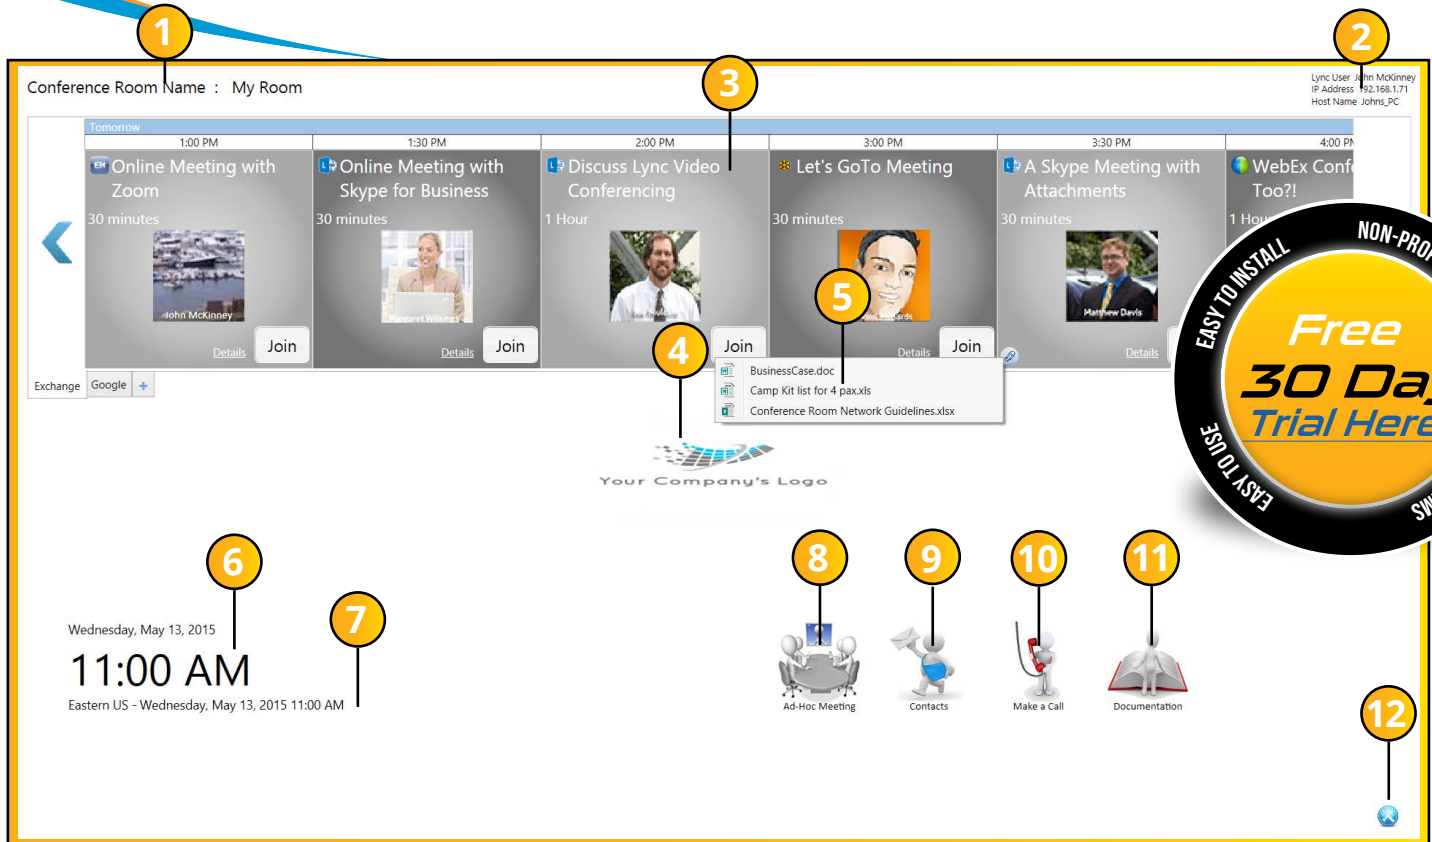 1
2
Conference Room Name : My Room
Lync User John McKinney
IP Address 192.168.1.71
Host Name Johns_PC
3
Tomorrow
1:00 PM
1:30 PM
2:00 PM
3:00 PM
3:30 PM
4:00 PM
Online Meeting with
Zoom
30 minutes
John McKinney
Details
Join
Online Meeting with
Skype for Business
30 minutes
Margaret Wilkings
Details
Join
Discuss Lync Video
Conferencing
1 Hour
Join
Let's GoTo Meeting
30 minutes
Details
Join
A Skype Meeting with
Attachments
30 minutes
Matthew Davis
Details
WebEx Conf
Too?!
1 Hour
4
5
BusinessCase.doc
Camp Kit list for 4 pax.xls
Conference Room Network Guidelines.xlsx
Exchange
Google
+
Your Company's Logo
EASY TO INSTALL
NON-PRO
Free
30 Da
Trial Here
EASY TO USE
6
7
Wednesday, May 13, 2015
11:00 AM
Eastern US - Wednesday, May 13, 2015 11:00 AM
8
9
10
11
Ad-Hoc Meeting
Contacts
Make a Call
Documentation
12